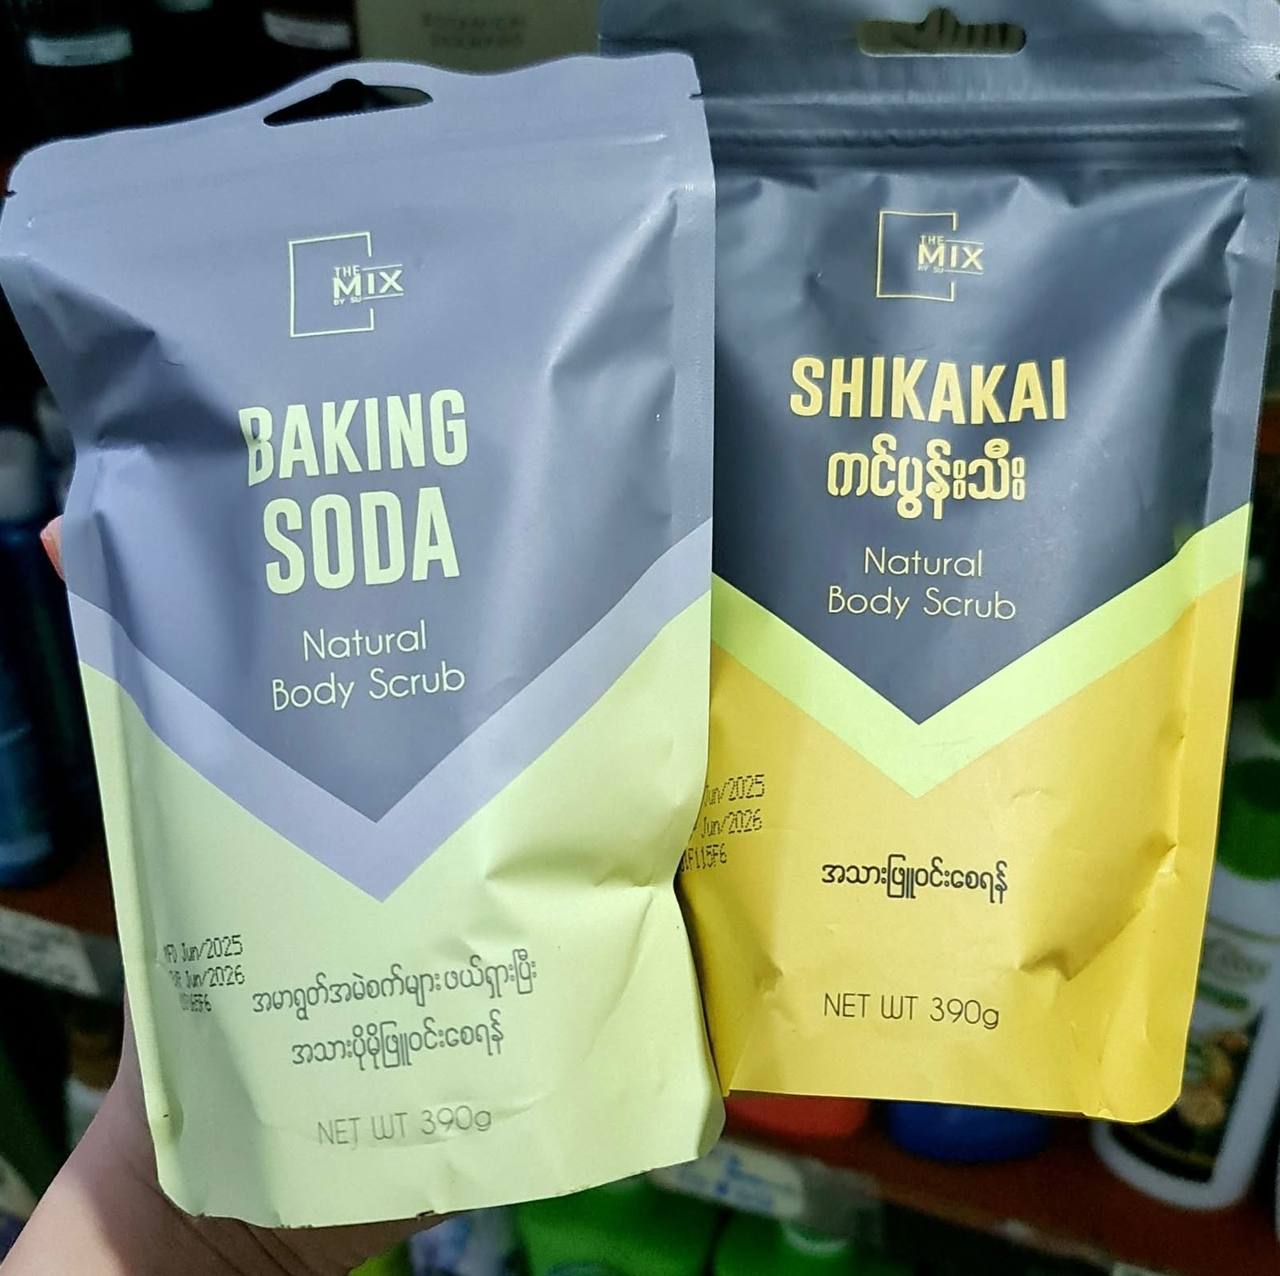 THE
MIX
BY SU
BAKING
SODA
Natural
Body Scrub
Jun/2025
Jun/2026
အမာရွတ်အမဲစက်များဖယ်ရှားပြီး
အသားပိုမိုဖြူဝင်းစေရန်
NET WT 390g
THE
MIX
BY SU
SHIKAKAI
ကင်ပွန်းသီး
Natural
Body Scrub
Jun/2025
Jun/2026
အသားဖြူဝင်းစေရန်
NET WT 390g